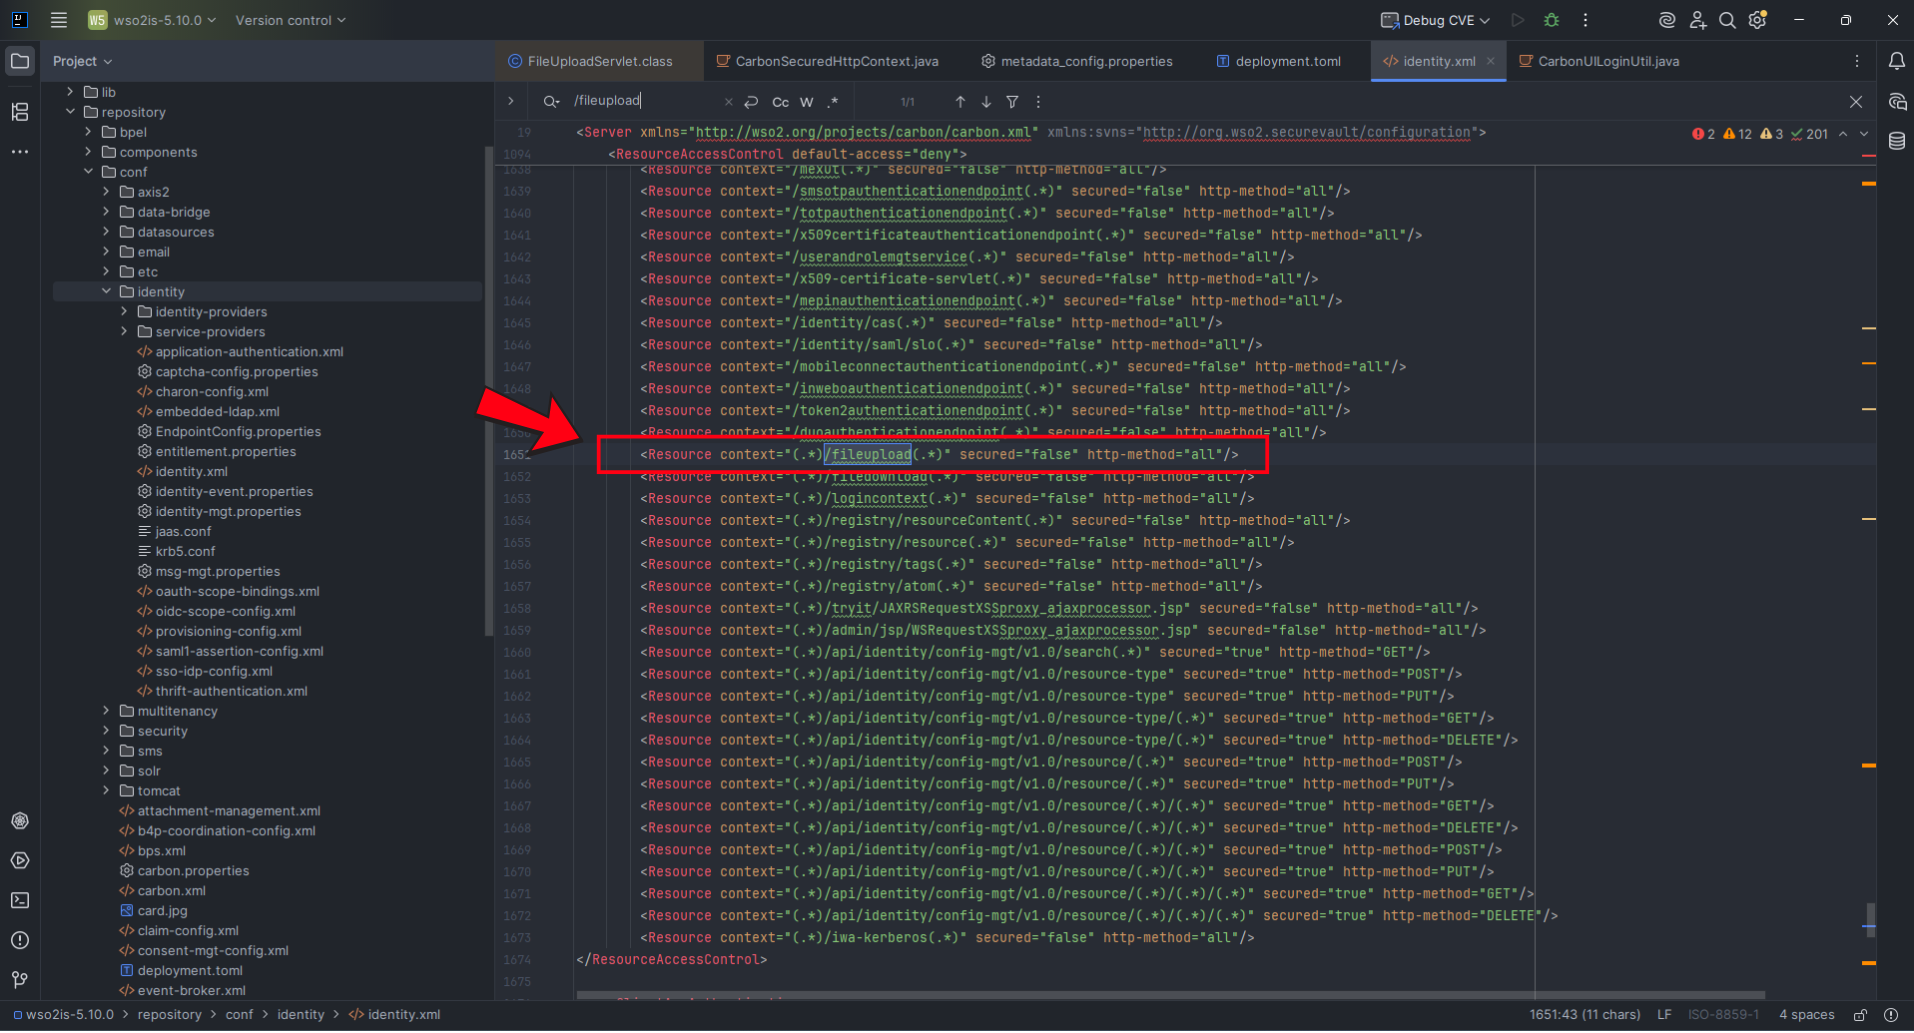 W5 wso2is-5.10.0 Version control Debug CVE
Project
FileUploadServlet.class CarbonSecuredHttpContext.java metadata_config.properties deployment.toml identity.xml CarbonUILoginUtil.java
/fileupload Cc W .* 1/1
lib
repository
bpel
components
conf
axis2
data-bridge
datasources
email
etc
identity
identity-providers
service-providers
application-authentication.xml
captcha-config.properties
charon-config.xml
embedded-ldap.xml
EndpointConfig.properties
entitlement.properties
identity.xml
identity-event.properties
identity-mgt.properties
jaas.conf
krb5.conf
msg-mgt.properties
oauth-scope-bindings.xml
oidc-scope-config.xml
provisioning-config.xml
saml1-assertion-config.xml
sso-idp-config.xml
thrift-authentication.xml
multitenancy
security
sms
solr
tomcat
attachment-management.xml
b4p-coordination-config.xml
bps.xml
carbon.properties
carbon.xml
card.jpg
claim-config.xml
consent-mgt-config.xml
deployment.toml
event-broker.xml
19 <Server xmlns="http://wso2.org/projects/carbon/carbon.xml" xmlns:svns="http://org.wso2.securevault/configuration"> 2 12 3 201
1094 <ResourceAccessControl default-access="deny">
1638 <Resource context="/mexut(.*)" secured="false" http-method="all"/>
1639 <Resource context="/smsotpauthenticationendpoint(.*)" secured="false" http-method="all"/>
1640 <Resource context="/totpauthenticationendpoint(.*)" secured="false" http-method="all"/>
1641 <Resource context="/x509certificateauthenticationendpoint(.*)" secured="false" http-method="all"/>
1642 <Resource context="/userandrolemgtservice(.*)" secured="false" http-method="all"/>
1643 <Resource context="/x509-certificate-servlet(.*)" secured="false" http-method="all"/>
1644 <Resource context="/mepinauthenticationendpoint(.*)" secured="false" http-method="all"/>
1645 <Resource context="/identity/cas(.*)" secured="false" http-method="all"/>
1646 <Resource context="/identity/saml/slo(.*)" secured="false" http-method="all"/>
1647 <Resource context="/mobileconnectauthenticationendpoint(.*)" secured="false" http-method="all"/>
1648 <Resource context="/inweboauthenticationendpoint(.*)" secured="false" http-method="all"/>
<Resource context="/token2authenticationendpoint(.*)" secured="false" http-method="all"/>
1650 <Resource context="/duoauthenticationendpoint(.*)" secured="false" http-method="all"/>
1651 <Resource context="(.*)/fileupload(.*)" secured="false" http-method="all"/>
1652 <Resource context="(.*)/filedownload(.*)" secured="false" http-method="all"/>
1653 <Resource context="(.*)/logincontext(.*)" secured="false" http-method="all"/>
1654 <Resource context="(.*)/registry/resourceContent(.*)" secured="false" http-method="all"/>
1655 <Resource context="(.*)/registry/resource(.*)" secured="false" http-method="all"/>
1656 <Resource context="(.*)/registry/tags(.*)" secured="false" http-method="all"/>
1657 <Resource context="(.*)/registry/atom(.*)" secured="false" http-method="all"/>
1658 <Resource context="(.*)/tryit/JAXRSRequestXSSproxy_ajaxprocessor.jsp" secured="false" http-method="all"/>
1659 <Resource context="(.*)/admin/jsp/WSRequestXSSproxy_ajaxprocessor.jsp" secured="false" http-method="all"/>
1660 <Resource context="(.*)/api/identity/config-mgt/v1.0/search(.*)" secured="true" http-method="GET"/>
1661 <Resource context="(.*)/api/identity/config-mgt/v1.0/resource-type" secured="true" http-method="POST"/>
1662 <Resource context="(.*)/api/identity/config-mgt/v1.0/resource-type" secured="true" http-method="PUT"/>
1663 <Resource context="(.*)/api/identity/config-mgt/v1.0/resource-type/(.*)" secured="true" http-method="GET"/>
1664 <Resource context="(.*)/api/identity/config-mgt/v1.0/resource-type/(.*)" secured="true" http-method="DELETE"/>
1665 <Resource context="(.*)/api/identity/config-mgt/v1.0/resource/(.*)" secured="true" http-method="POST"/>
1666 <Resource context="(.*)/api/identity/config-mgt/v1.0/resource/(.*)" secured="true" http-method="PUT"/>
1667 <Resource context="(.*)/api/identity/config-mgt/v1.0/resource/(.*)/(.*)" secured="true" http-method="GET"/>
1668 <Resource context="(.*)/api/identity/config-mgt/v1.0/resource/(.*)/(.*)" secured="true" http-method="DELETE"/>
1669 <Resource context="(.*)/api/identity/config-mgt/v1.0/resource/(.*)/(.*)" secured="true" http-method="POST"/>
1670 <Resource context="(.*)/api/identity/config-mgt/v1.0/resource/(.*)/(.*)" secured="true" http-method="PUT"/>
1671 <Resource context="(.*)/api/identity/config-mgt/v1.0/resource/(.*)/(.*)/(.*)" secured="true" http-method="GET"/>
1672 <Resource context="(.*)/api/identity/config-mgt/v1.0/resource/(.*)/(.*)/(.*)" secured="true" http-method="DELETE"/>
1673 <Resource context="(.*)/iwa-kerberos(.*)" secured="false" http-method="all"/>
1674 </ResourceAccessControl>
1675
wso2is-5.10.0 > repository > conf > identity > identity.xml 1651:43 (11 chars) LF ISO-8859-1 4 spaces